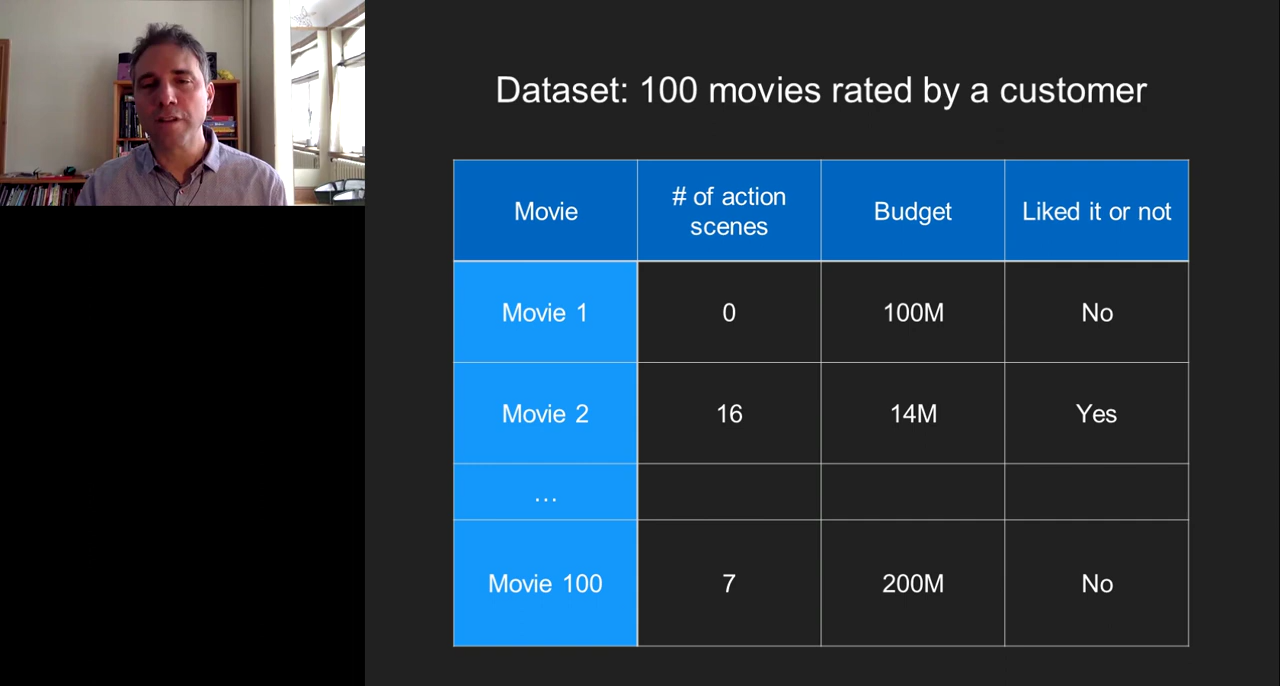 Dataset: 100 movies rated by a customer
Movie
# of action
scenes
Budget
Liked it or not
Movie 1
0
100M
No
Movie 2
16
14M
Yes
...
Movie 100
7
200M
No